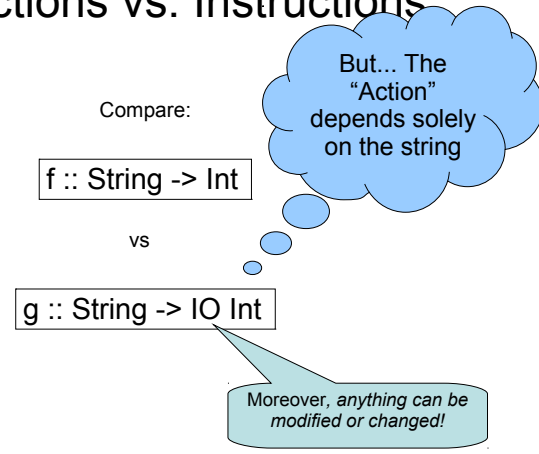 ctions vs. Instructions
But... The
“Action”
depends solely
on the string
Compare:
f :: String -> Int
vs
g :: String -> IO Int
Moreover, anything can be
modified or changed!